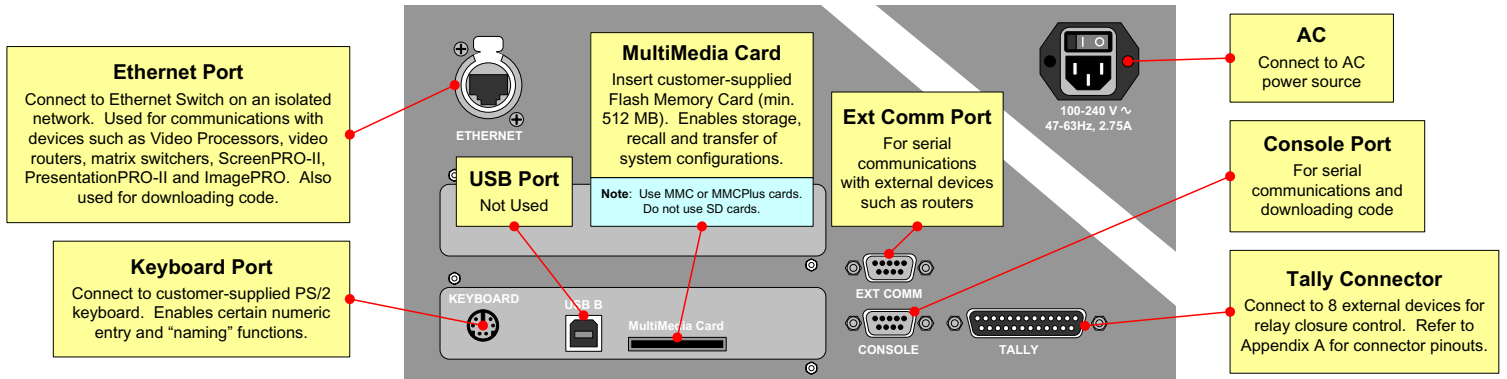 Ethernet Port
Connect to Ethernet Switch on an isolated
network. Used for communications with
devices such as Video Processors, video
routers, matrix switchers, ScreenPRO-II,
PresentationPRO-II and ImagePRO. Also
used for downloading code.
Keyboard Port
Connect to customer-supplied PS/2
keyboard. Enables certain numeric
entry and “naming” functions.
ETHERNET
USB Port
Not Used
MultiMedia Card
Insert customer-supplied
Flash Memory Card (min.
512 MB). Enables storage,
recall and transfer of
system configurations.
Note: Use MMC or MMCPlus cards.
Do not use SD cards.
Ext Comm Port
For serial
communications
with external devices
such as routers
KEYBOARD
USB B
MultiMedia Card
EXT COMM
CONSOLE
TALLY
I O
100-240 V ∿
47-63Hz, 2.75A
AC
Connect to AC
power source
Console Port
For serial
communications and
downloading code
Tally Connector
Connect to 8 external devices for
relay closure control. Refer to
Appendix A for connector pinouts.